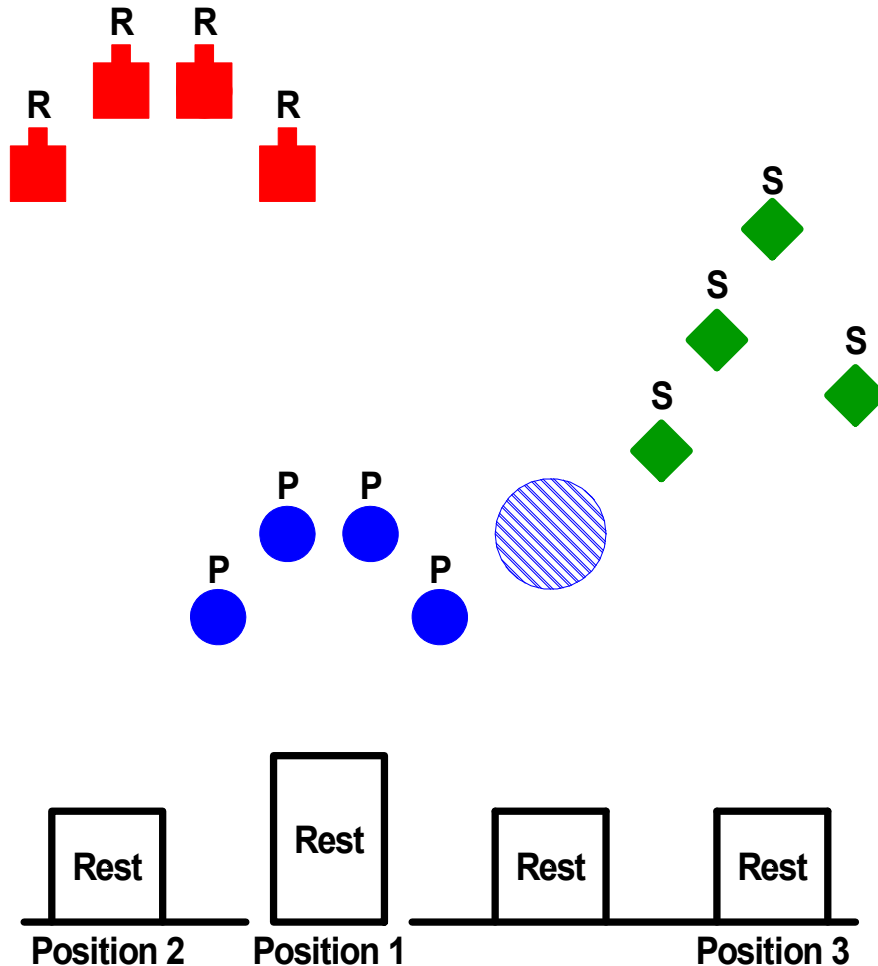 R R
R R
S
S
S
S
P P
P P
Rest
Rest Rest Rest
Position 2 Position 1 Position 3